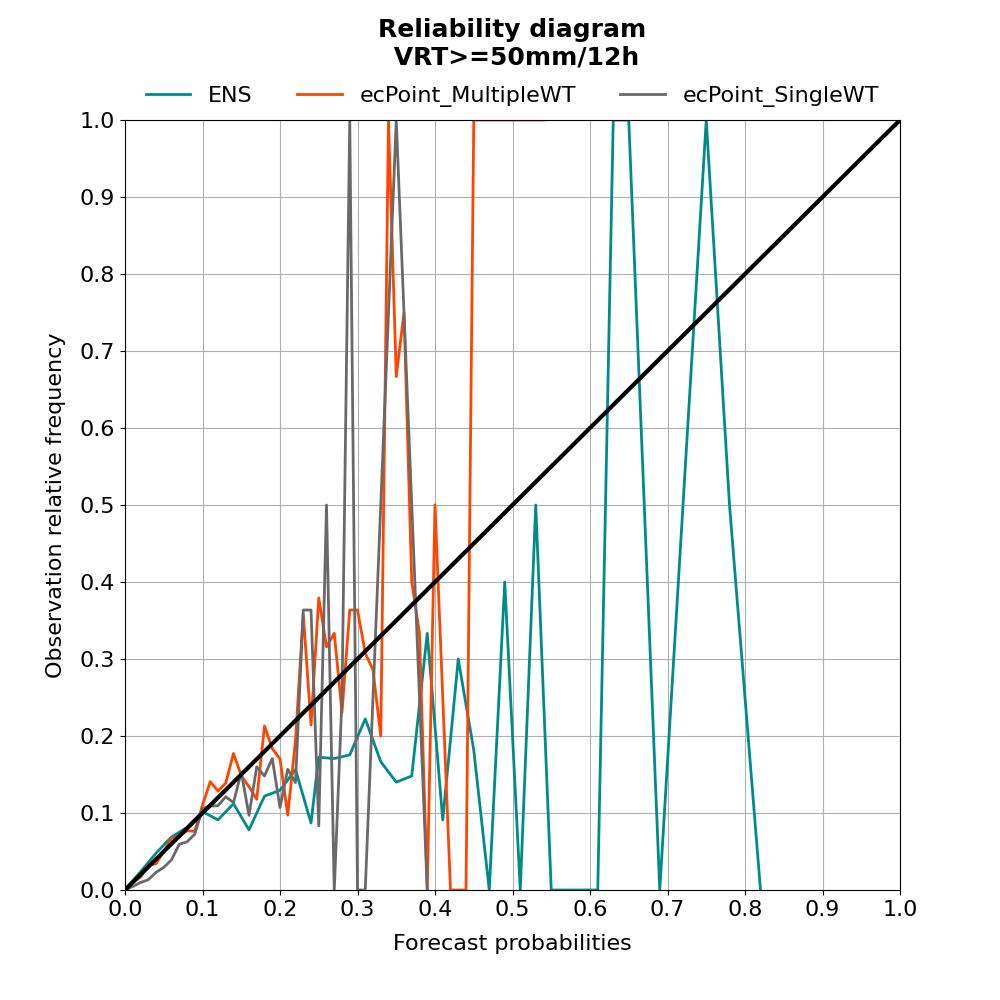 Reliability diagram
VRT>=50mm/12h
ENS ecPoint_MultipleWT ecPoint_SingleWT
1.0
0.9
0.8
0.7
0.6
0.5
0.4
0.3
0.2
0.1
0.0
Observation relative frequency
0.0 0.1 0.2 0.3 0.4 0.5 0.6 0.7 0.8 0.9 1.0
Forecast probabilities